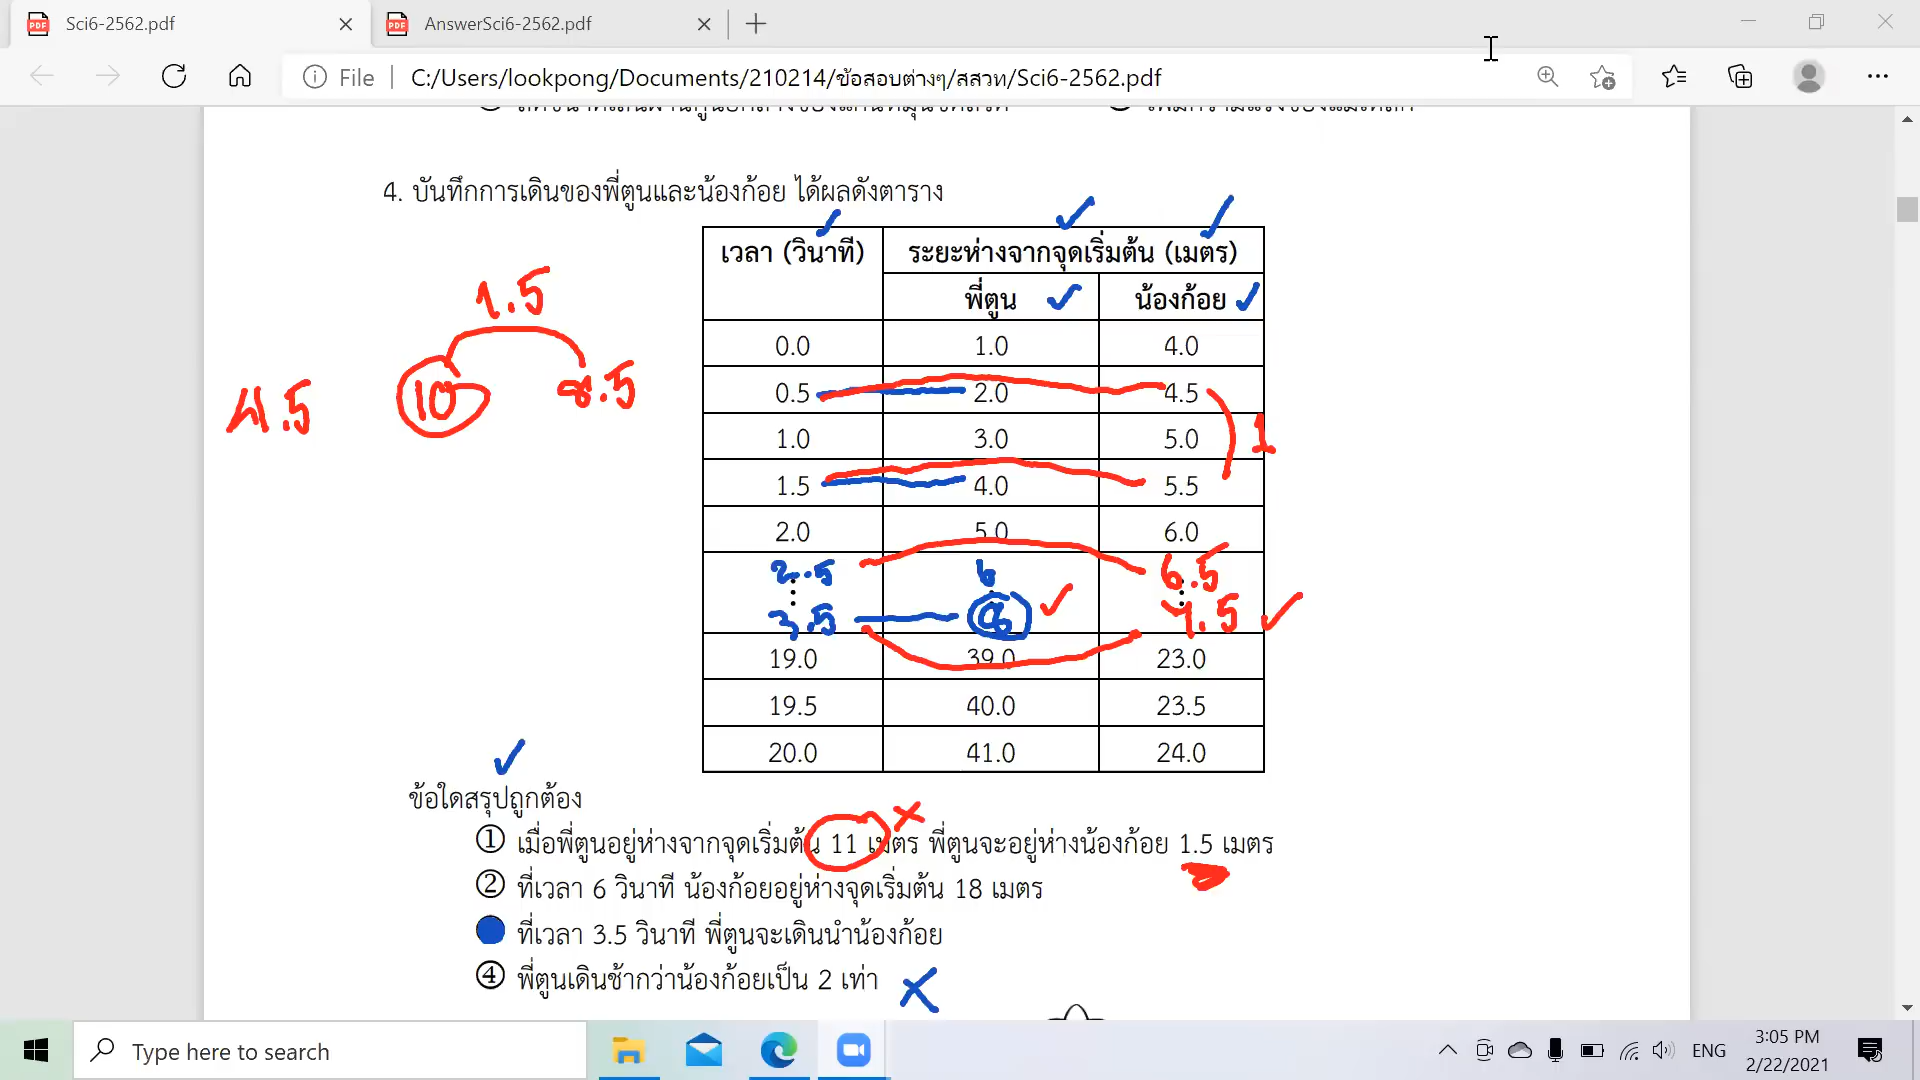 Sci6-2562.pdf
AnswerSci6-2562.pdf
File
C:/Users/lookpong/Documents/210214/ข้อสอบต่างๆ/สสวท/Sci6-2562.pdf
4. บันทึกการเดินของพี่ตูนและน้องก้อย ได้ผลดังตาราง
เวลา (วินาที) ระยะห่างจากจุดเริ่มต้น (เมตร)
พี่ตูน น้องก้อย
0.0 1.0 4.0
0.5 2.0 4.5
1.0 3.0 5.0
1.5 4.0 5.5
2.0 5.0 6.0
2.5 6 6.5
3.5 8 7.5
19.0 39.0 23.0
19.5 40.0 23.5
20.0 41.0 24.0
1.5
4.5 10 8.5
1
ข้อใดสรุปถูกต้อง
① เมื่อพี่ตูนอยู่ห่างจากจุดเริ่มต้น 11 เมตร พี่ตูนจะอยู่ห่างน้องก้อย 1.5 เมตร
② ที่เวลา 6 วินาที น้องก้อยอยู่ห่างจุดเริ่มต้น 18 เมตร
ที่เวลา 3.5 วินาที พี่ตูนจะเดินนำน้องก้อย
④ พี่ตูนเดินช้ากว่าน้องก้อยเป็น 2 เท่า
Type here to search
ENG
3:05 PM
2/22/2021